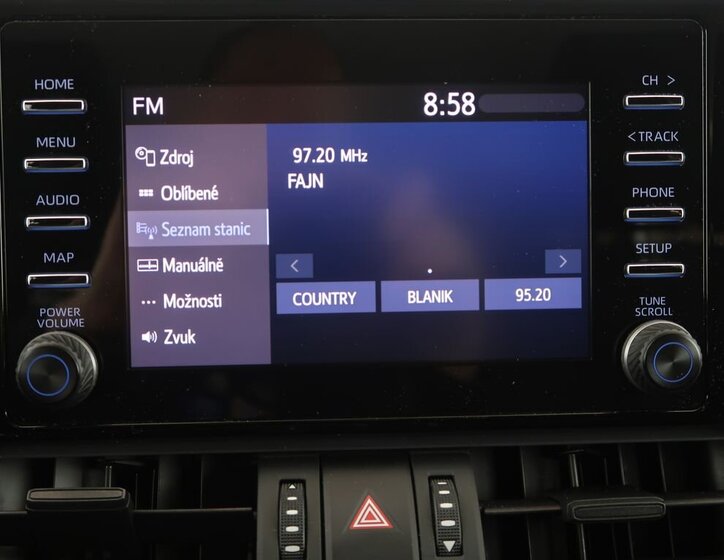 HOME
MENU
AUDIO
MAP
POWER
VOLUME
FM
8:58
Zdroj
Oblíbené
Seznam stanic
Manuálně
Možnosti
Zvuk
97.20 MHz
FAJN
COUNTRY
BLANIK
95.20
CH >
< TRACK
PHONE
SETUP
TUNE
SCROLL